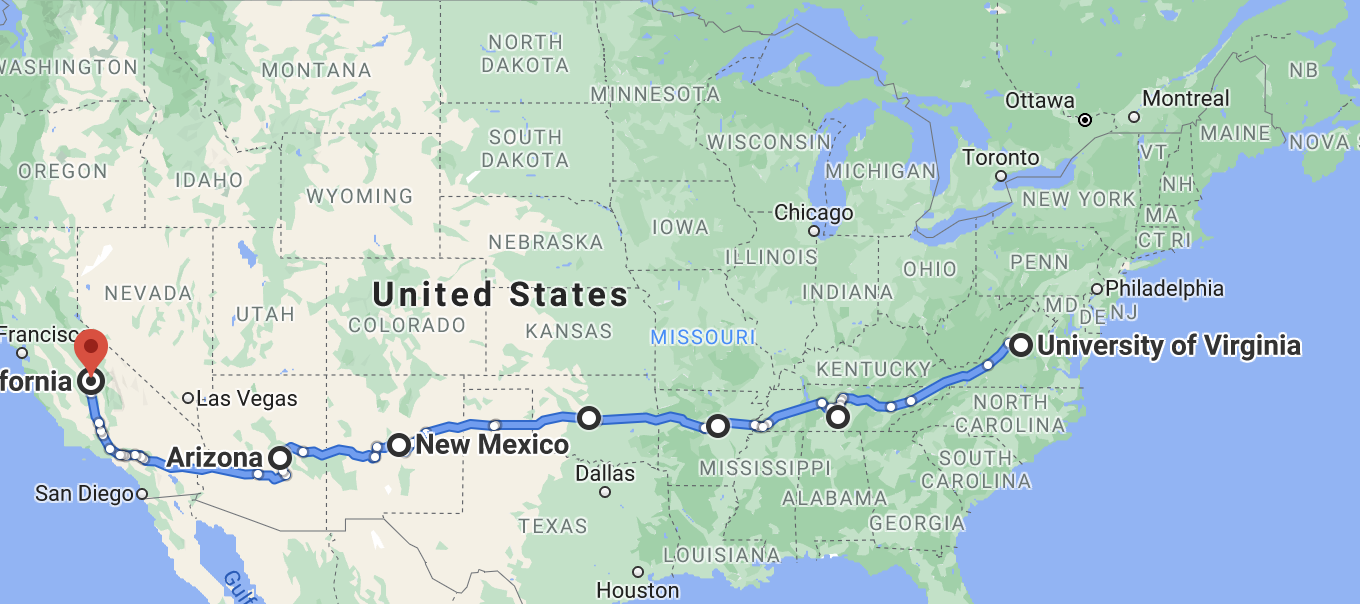 WASHINGTON
MONTANA
NORTH
DAKOTA
MINNESOTA
Ottawa
Montreal
NB
MAINE
NOVA
OREGON
IDAHO
SOUTH
DAKOTA
WISCONSIN
MICHIGAN
Toronto
VT
NH
WYOMING
NEW YORK
MA
CT RI
Chicago
IOWA
NEBRASKA
ILLINOIS
INDIANA
OHIO
PENN
Philadelphia
NEVADA
UTAH
United States
COLORADO
KANSAS
MISSOURI
MD
DE
NJ
Francisc
University of Virginia
KENTUCKY
fornia
Las Vegas
NORTH
CAROLINA
Arizona
New Mexico
San Diego
Dallas
MISSISSIPPI
ALABAMA
SOUTH
CAROLINA
GEORGIA
TEXAS
LOUISIANA
Houston
Gulf